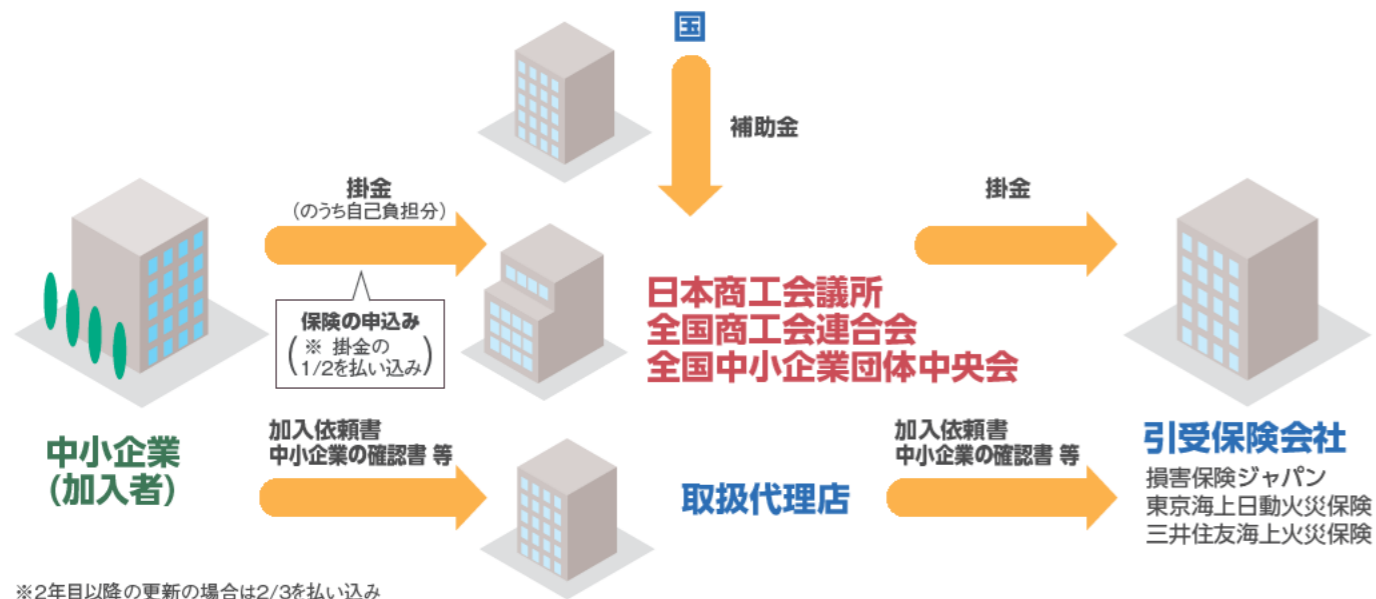 国
補助金
掛金
(のうち自己負担分)
掛金
保険の申込み
※ 掛金の
1/2を払い込み
日本商工会議所
全国商工会連合会
全国中小企業団体中央会
中小企業
(加入者)
加入依頼書
中小企業の確認書 等
取扱代理店
加入依頼書
中小企業の確認書 等
引受保険会社
損害保険ジャパン
東京海上日動火災保険
三井住友海上火災保険
※2年目以降の更新の場合は2/3を払い込み